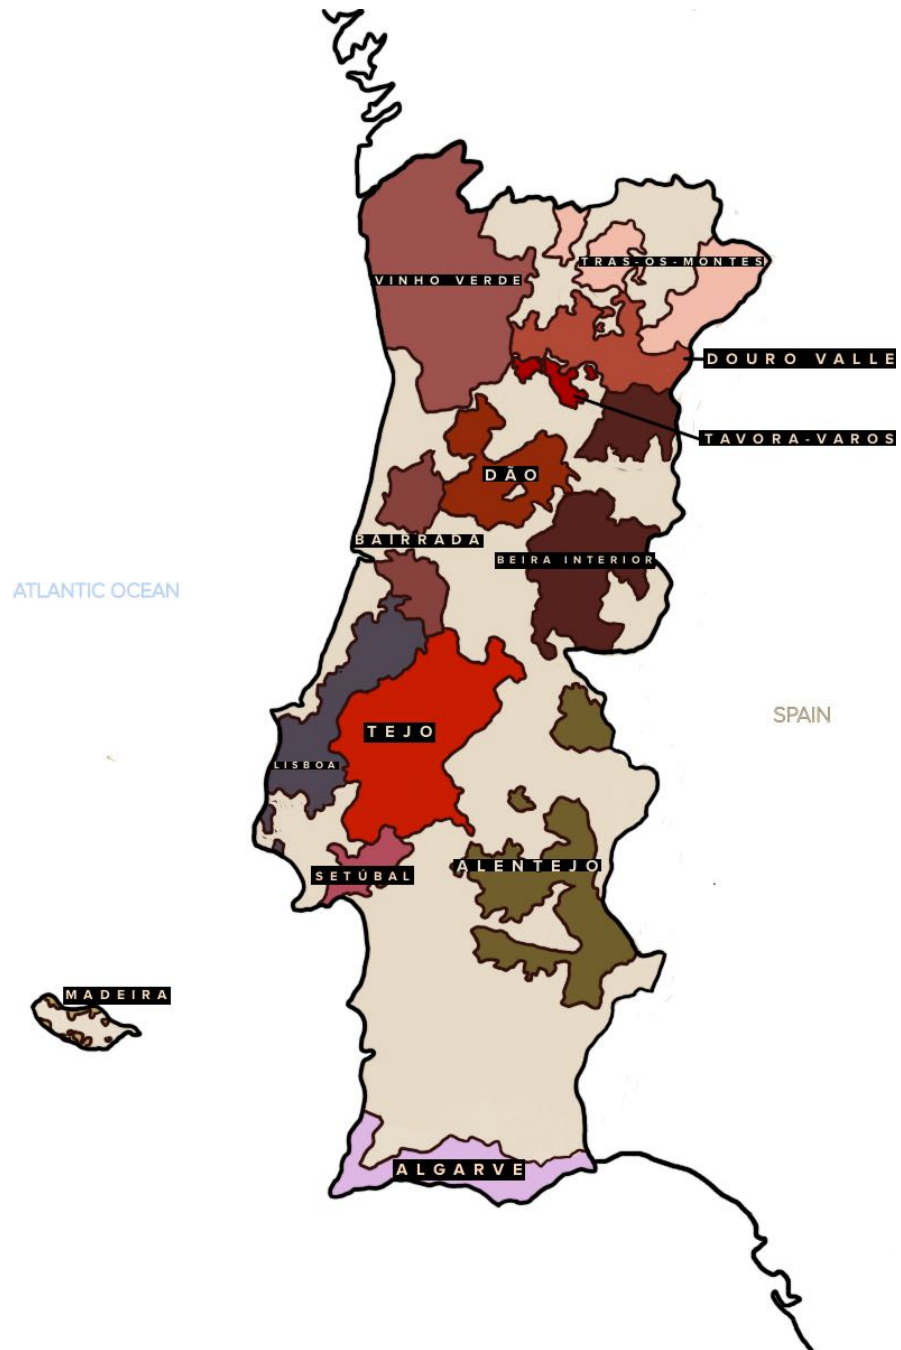 VINHO VERDE
TRAS-OS-MONTES
DOURO VALLE
TAVORA-VAROS
DÃO
BAIRRADA
BEIRA INTERIOR
ATLANTIC OCEAN
SPAIN
TEJO
LISBOA
ALENTEJO
SETÚBAL
MADEIRA
ALGARVE